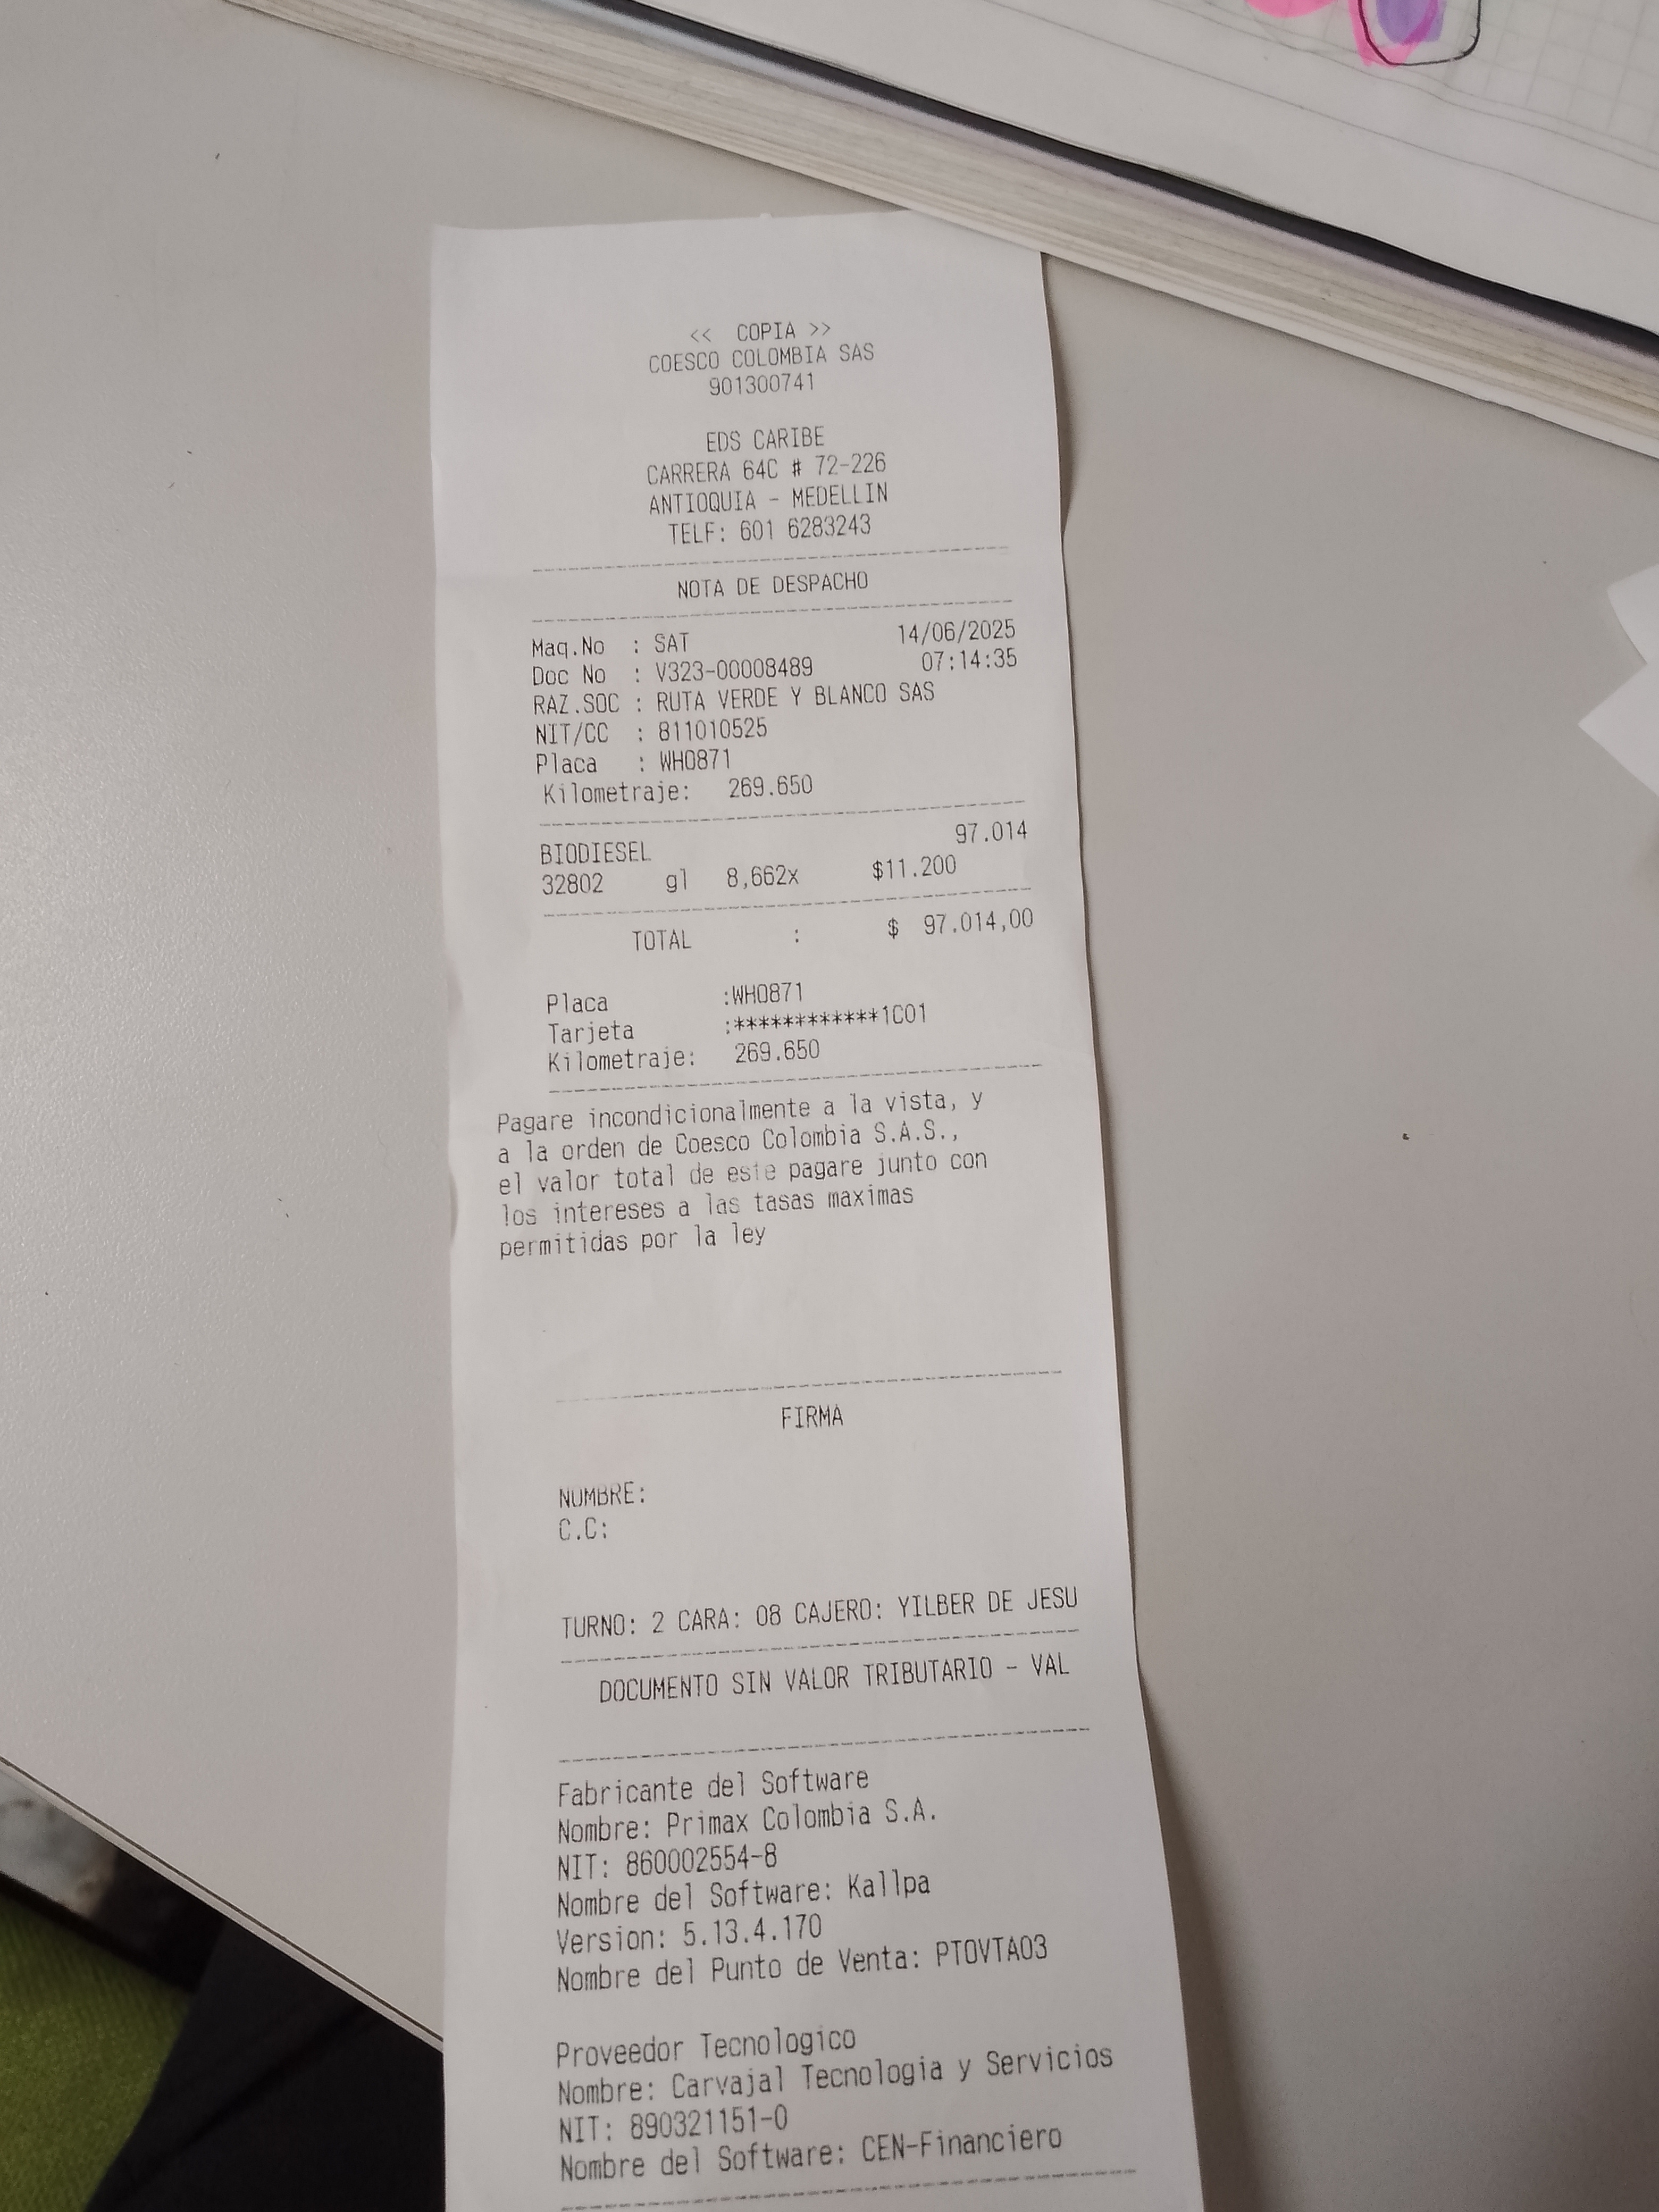 << COPIA >>
COESCO COLOMBIA SAS
901300741
EDS CARIBE
CARRERA 64C # 72-226
ANTIOQUIA - MEDELLIN
TELF: 601 6283243
NOTA DE DESPACHO
Maq.No : SAT 14/06/2025
Doc No : V323-00008489 07:14:35
RAZ.SOC : RUTA VERDE Y BLANCO SAS
NIT/CC : 811010525
Placa : WHO871
Kilometraje: 269.650
BIODIESEL 97.014
32802 gl 8,662x $11.200
TOTAL : $ 97.014,00
Placa :WHO871
Tarjeta :************1C01
Kilometraje: 269.650
Pagare incondicionalmente a la vista, y
a la orden de Coesco Colombia S.A.S.,
el valor total de este pagare junto con
los intereses a las tasas maximas
permitidas por la ley
FIRMA
NOMBRE:
C.C:
TURNO: 2 CARA: 08 CAJERO: YILBER DE JESU
DOCUMENTO SIN VALOR TRIBUTARIO - VAL
Fabricante del Software
Nombre: Primax Colombia S.A.
NIT: 860002554-8
Nombre del Software: Kallpa
Version: 5.13.4.170
Nombre del Punto de Venta: PTOVTA03
Proveedor Tecnologico
Nombre: Carvajal Tecnologia y Servicios
NIT: 890321151-0
Nombre del Software: CEN-Financiero